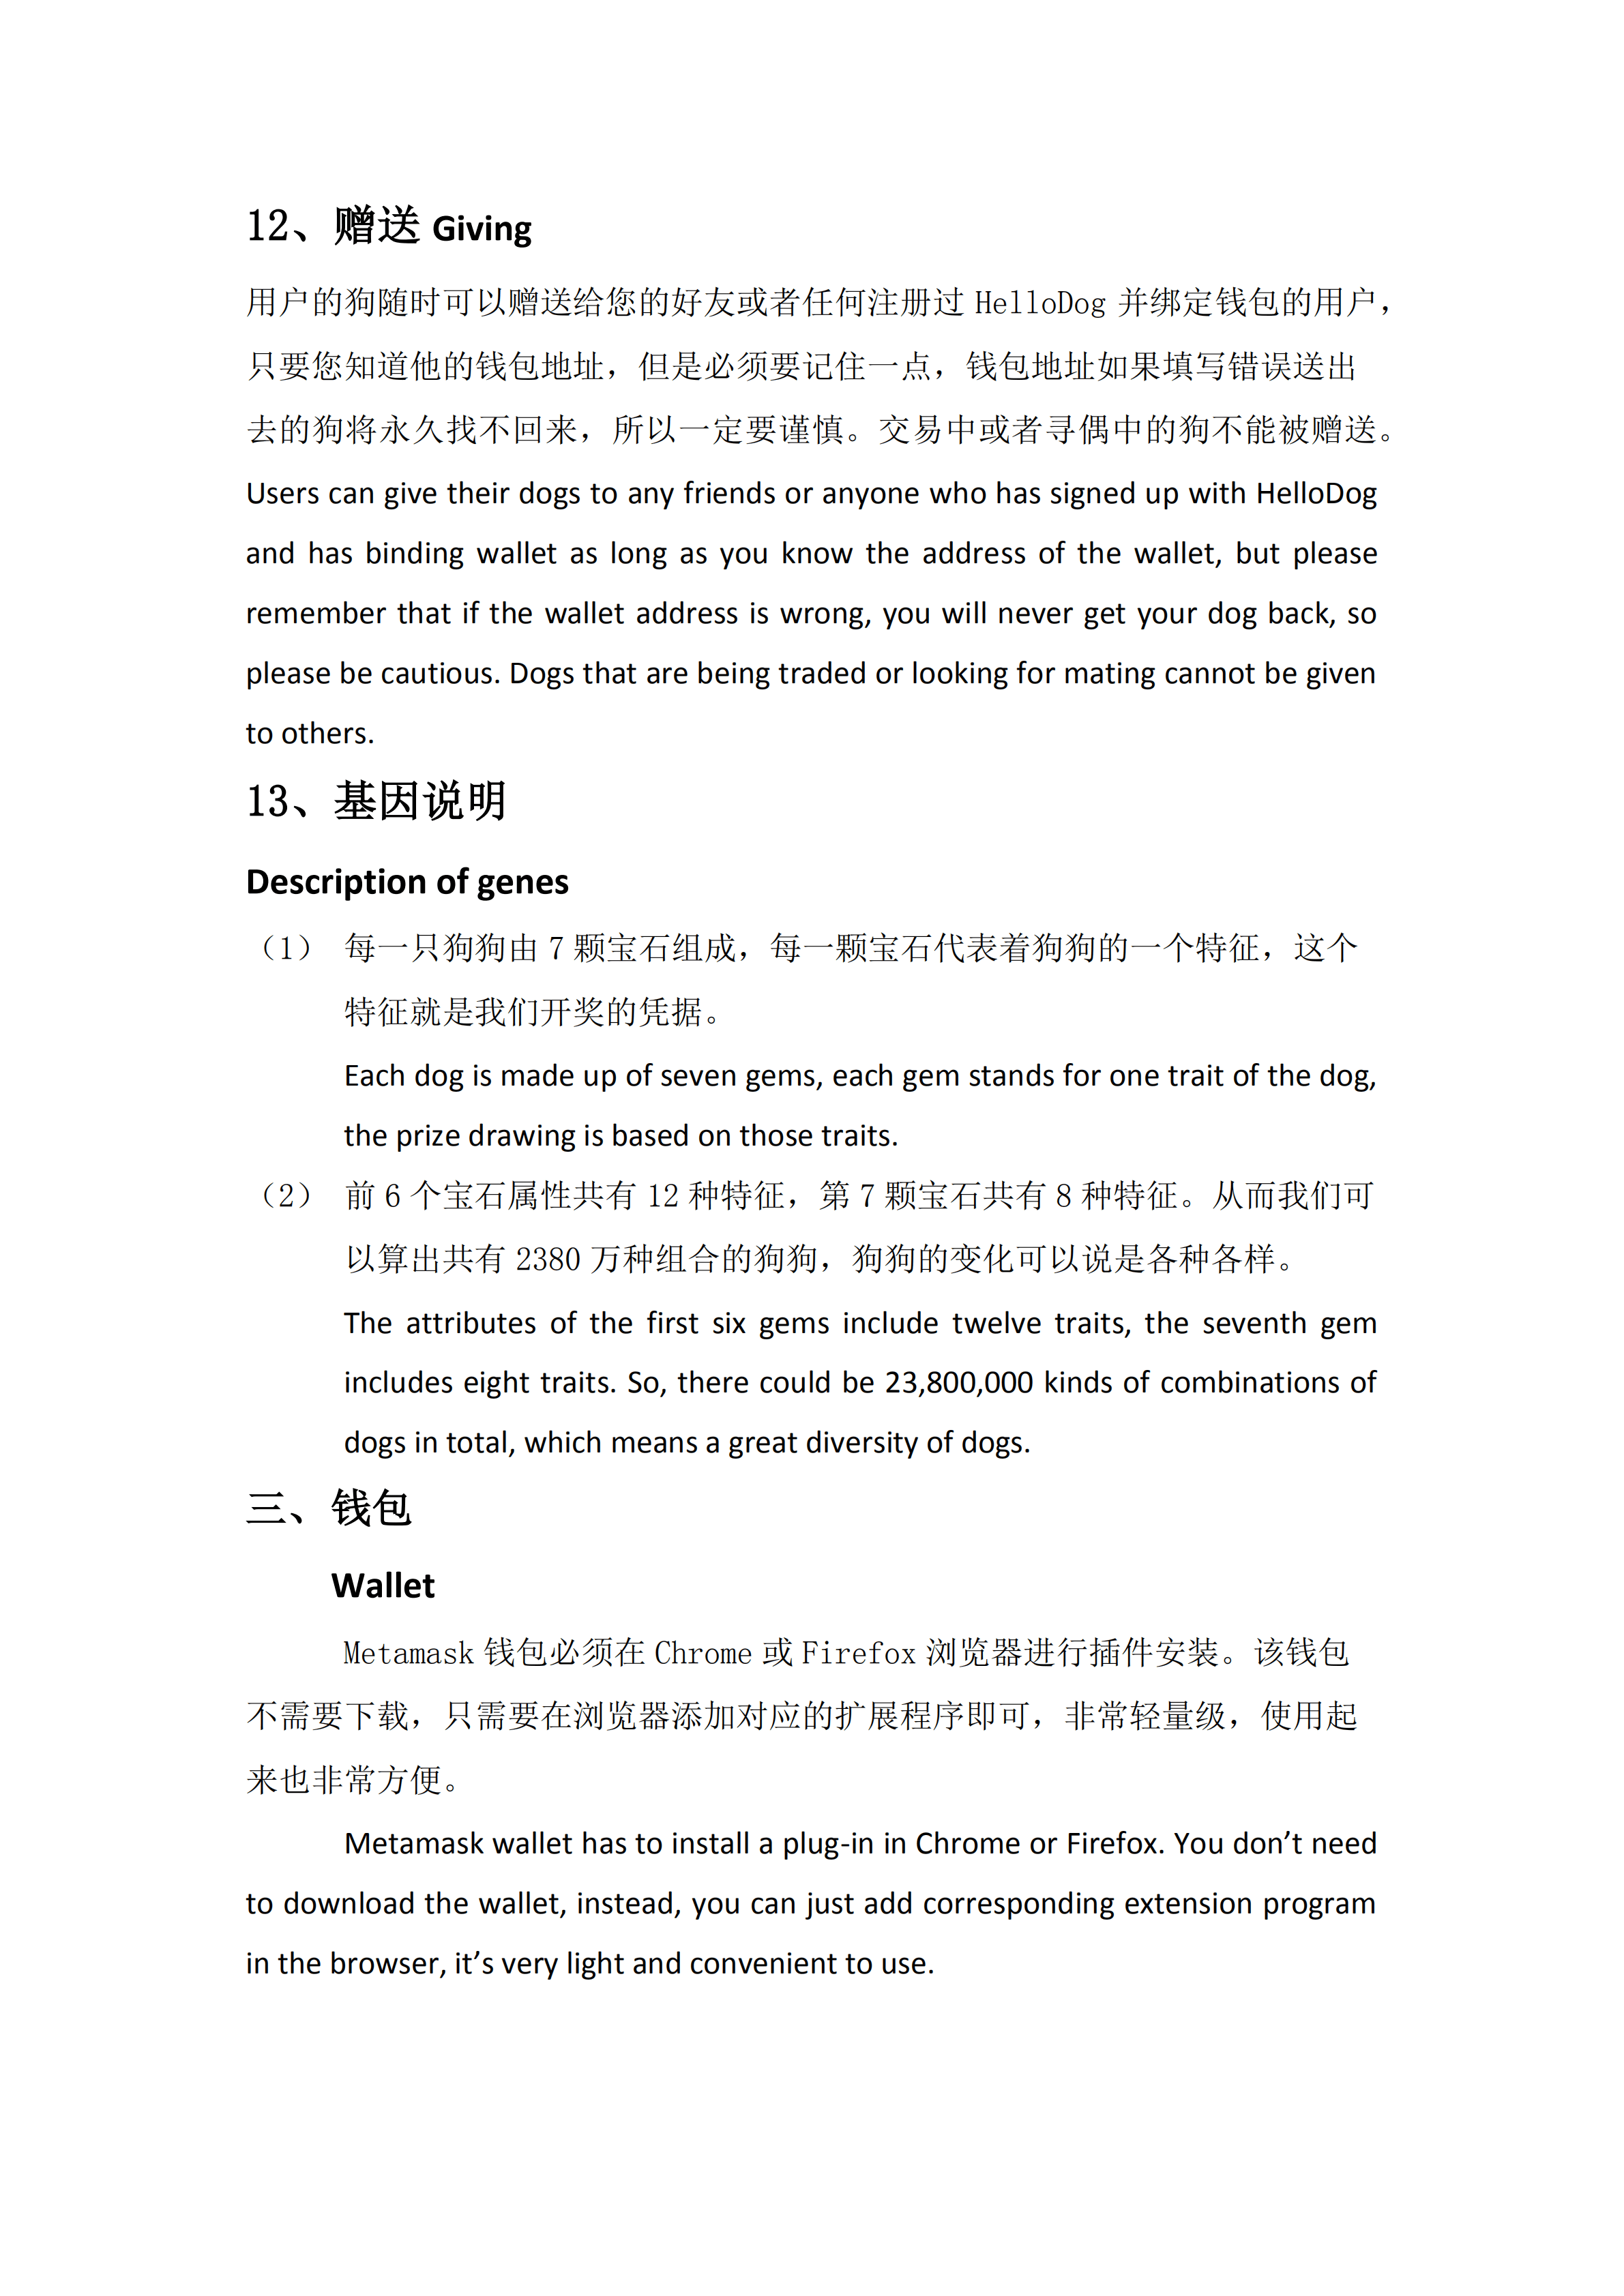 12、赠送 Giving
用户的狗随时可以赠送给您的好友或者任何注册过 HelloDog 并绑定钱包的用户，
只要您知道他的钱包地址，但是必须要记住一点，钱包地址如果填写错误送出
去的狗将永久找不回来，所以一定要谨慎。交易中或者寻偶中的狗不能被赠送。
Users can give their dogs to any friends or anyone who has signed up with HelloDog
and has binding wallet as long as you know the address of the wallet, but please
remember that if the wallet address is wrong, you will never get your dog back, so
please be cautious. Dogs that are being traded or looking for mating cannot be given
to others.
13、基因说明
Description of genes
（1） 每一只狗狗由 7 颗宝石组成，每一颗宝石代表着狗狗的一个特征，这个
特征就是我们开奖的凭据。
Each dog is made up of seven gems, each gem stands for one trait of the dog,
the prize drawing is based on those traits.
（2） 前 6 个宝石属性共有 12 种特征，第 7 颗宝石共有 8 种特征。从而我们可
以算出共有 2380 万种组合的狗狗，狗狗的变化可以说是各种各样。
The attributes of the first six gems include twelve traits, the seventh gem
includes eight traits. So, there could be 23,800,000 kinds of combinations of
dogs in total, which means a great diversity of dogs.
三、钱包
Wallet
Metamask 钱包必须在 Chrome 或 Firefox 浏览器进行插件安装。该钱包
不需要下载，只需要在浏览器添加对应的扩展程序即可，非常轻量级，使用起
来也非常方便。
Metamask wallet has to install a plug-in in Chrome or Firefox. You don’t need
to download the wallet, instead, you can just add corresponding extension program
in the browser, it’s very light and convenient to use.